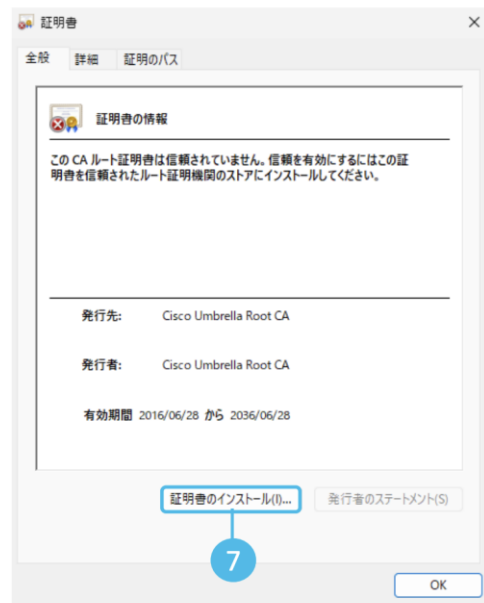 証明書
全般 詳細 証明のパス
証明書の情報
この CA ルート証明書は信頼されていません。信頼を有効にするにはこの証
明書を信頼されたルート証明機関のストアにインストールしてください。
発行先: Cisco Umbrella Root CA
発行者: Cisco Umbrella Root CA
有効期間 2016/06/28 から 2036/06/28
証明書のインストール(I)... 発行者のステートメント(S)
7
OK